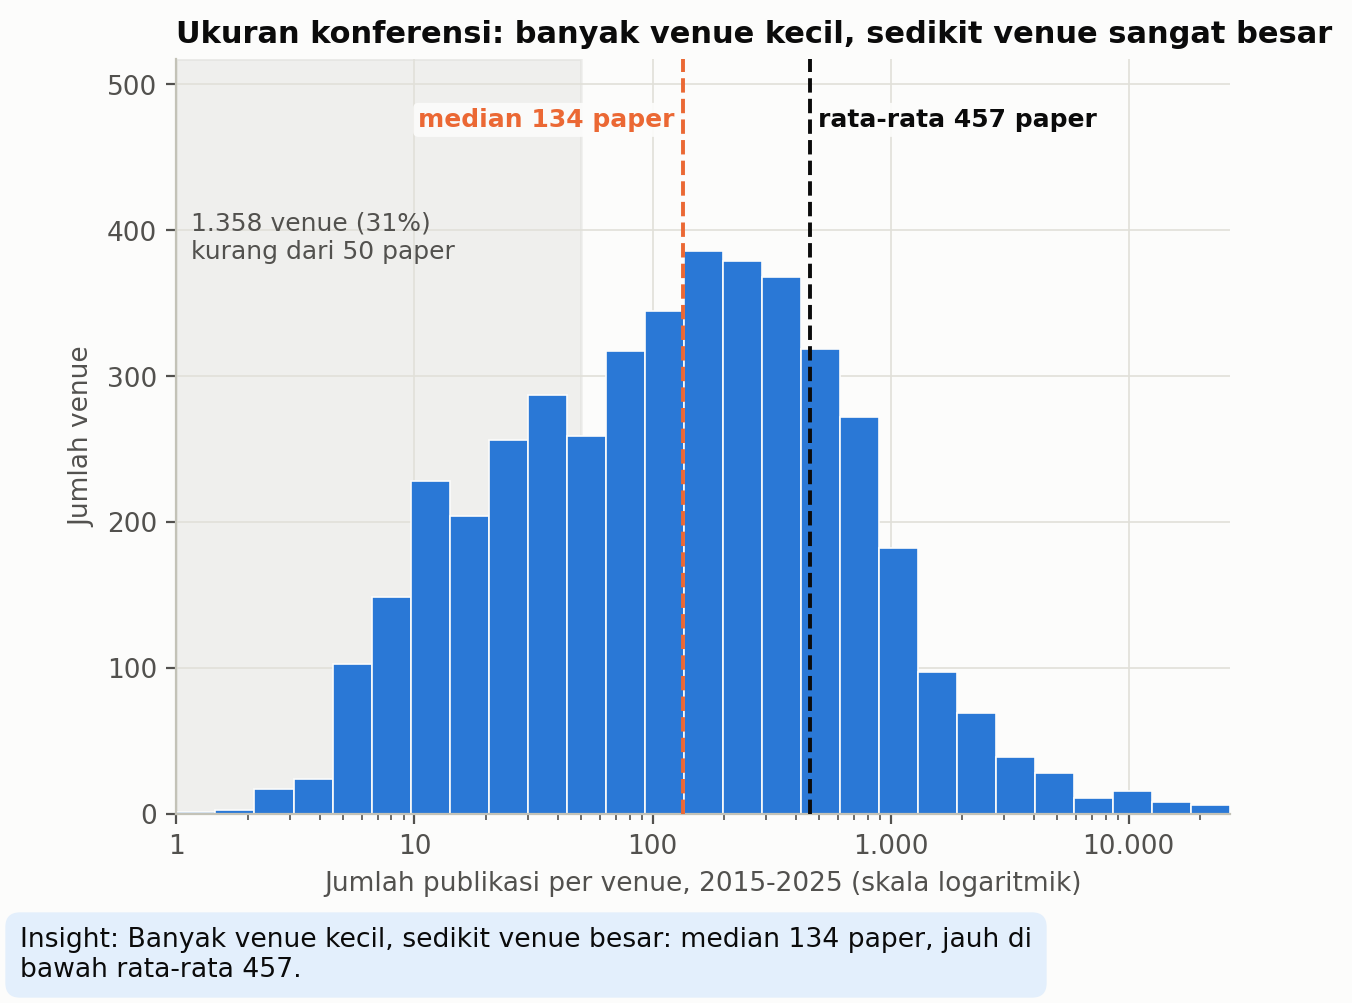 Ukuran konferensi: banyak venue kecil, sedikit venue sangat besar
500
median 134 paper
rata-rata 457 paper
1.358 venue (31%)
kurang dari 50 paper
400
300
Jumlah venue
200
100
0
1
10
100
1.000
10.000
Jumlah publikasi per venue, 2015-2025 (skala logaritmik)
Insight: Banyak venue kecil, sedikit venue besar: median 134 paper, jauh di
bawah rata-rata 457.